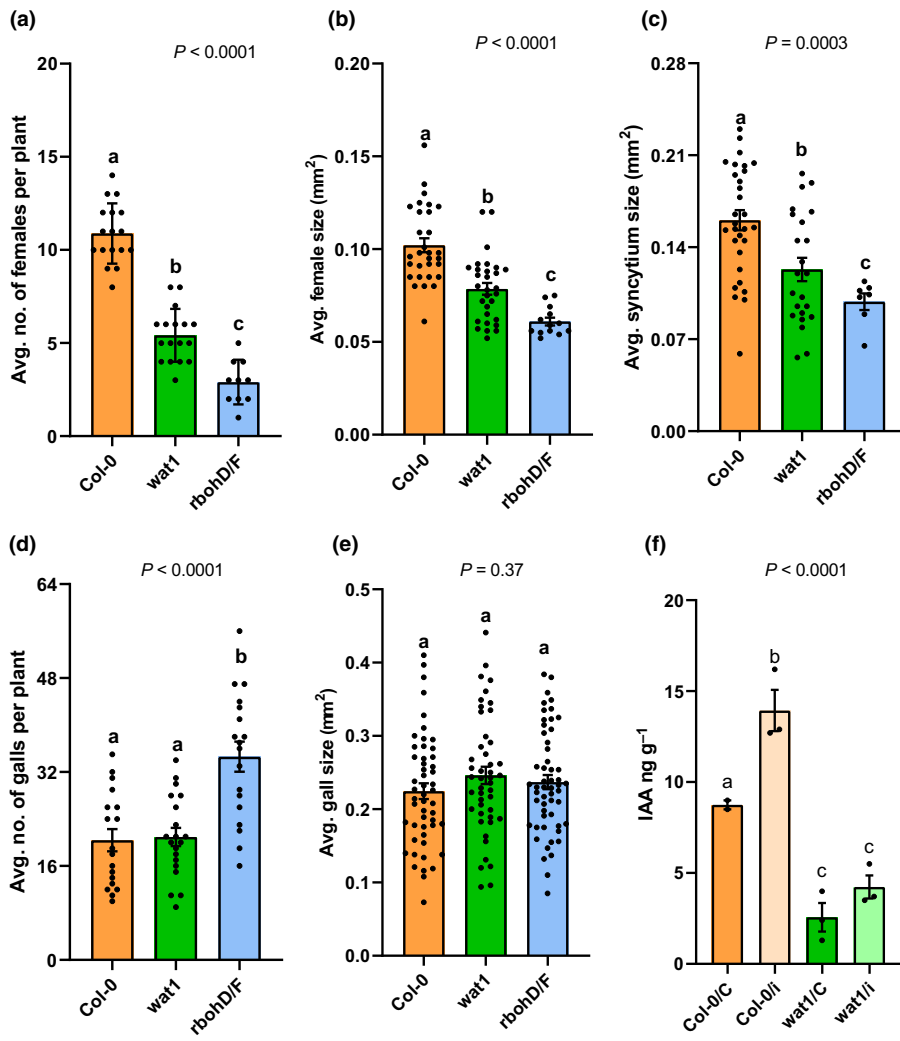 (a)
P < 0.0001
Avg. no. of females per plant
20
15
10
5
0
a
b
c
Col-0
wat1
rbohD/F
(b)
P < 0.0001
Avg. female size (mm²)
0.20
0.15
0.10
0.05
0.00
a
b
c
Col-0
wat1
rbohD/F
(c)
P = 0.0003
Avg. syncytium size (mm²)
0.28
0.21
0.14
0.07
0.00
a
b
c
Col-0
wat1
rbohD/F
(d)
P < 0.0001
Avg. no. of galls per plant
64
48
32
16
0
a
a
b
Col-0
wat1
rbohD/F
(e)
P = 0.37
Avg. gall size (mm²)
0.5
0.4
0.3
0.2
0.1
0.0
a
a
a
Col-0
wat1
rbohD/F
(f)
P < 0.0001
IAA ng g⁻¹
20
15
10
5
0
a
b
c
c
Col-0/C
Col-0/i
wat1/C
wat1/i